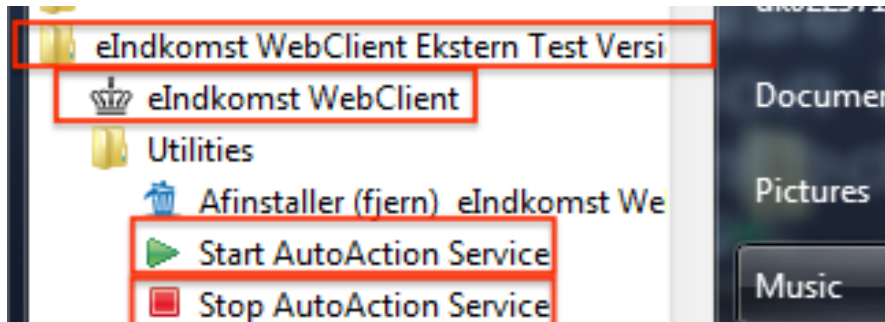 eIndkomst WebClient Ekstern Test Versi
eIndkomst WebClient
Utilities
Afinstaller (fjern) eIndkomst We
Start AutoAction Service
Stop AutoAction Service
Documen
Pictures
Music